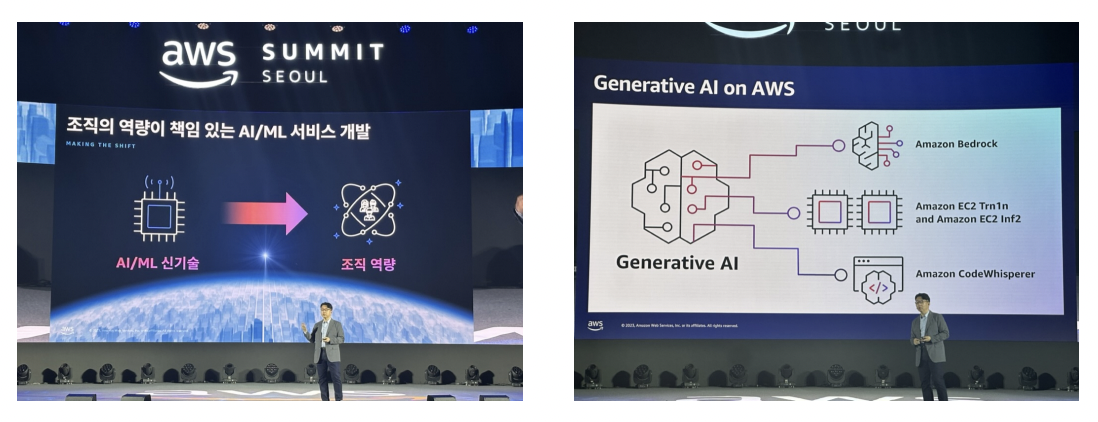 aws SUMMIT
SEOUL
조직의 역량이 책임 있는 AI/ML 서비스 개발
MAKING THE SHIFT
AI/ML 신기술
조직 역량
aws
SEOUL
Generative AI on AWS
Amazon Bedrock
Amazon EC2 Trn1n
and Amazon EC2 Inf2
Generative AI
Amazon CodeWhisperer
aws
© 2023, Amazon Web Services, Inc. or its affiliates. All rights reserved.